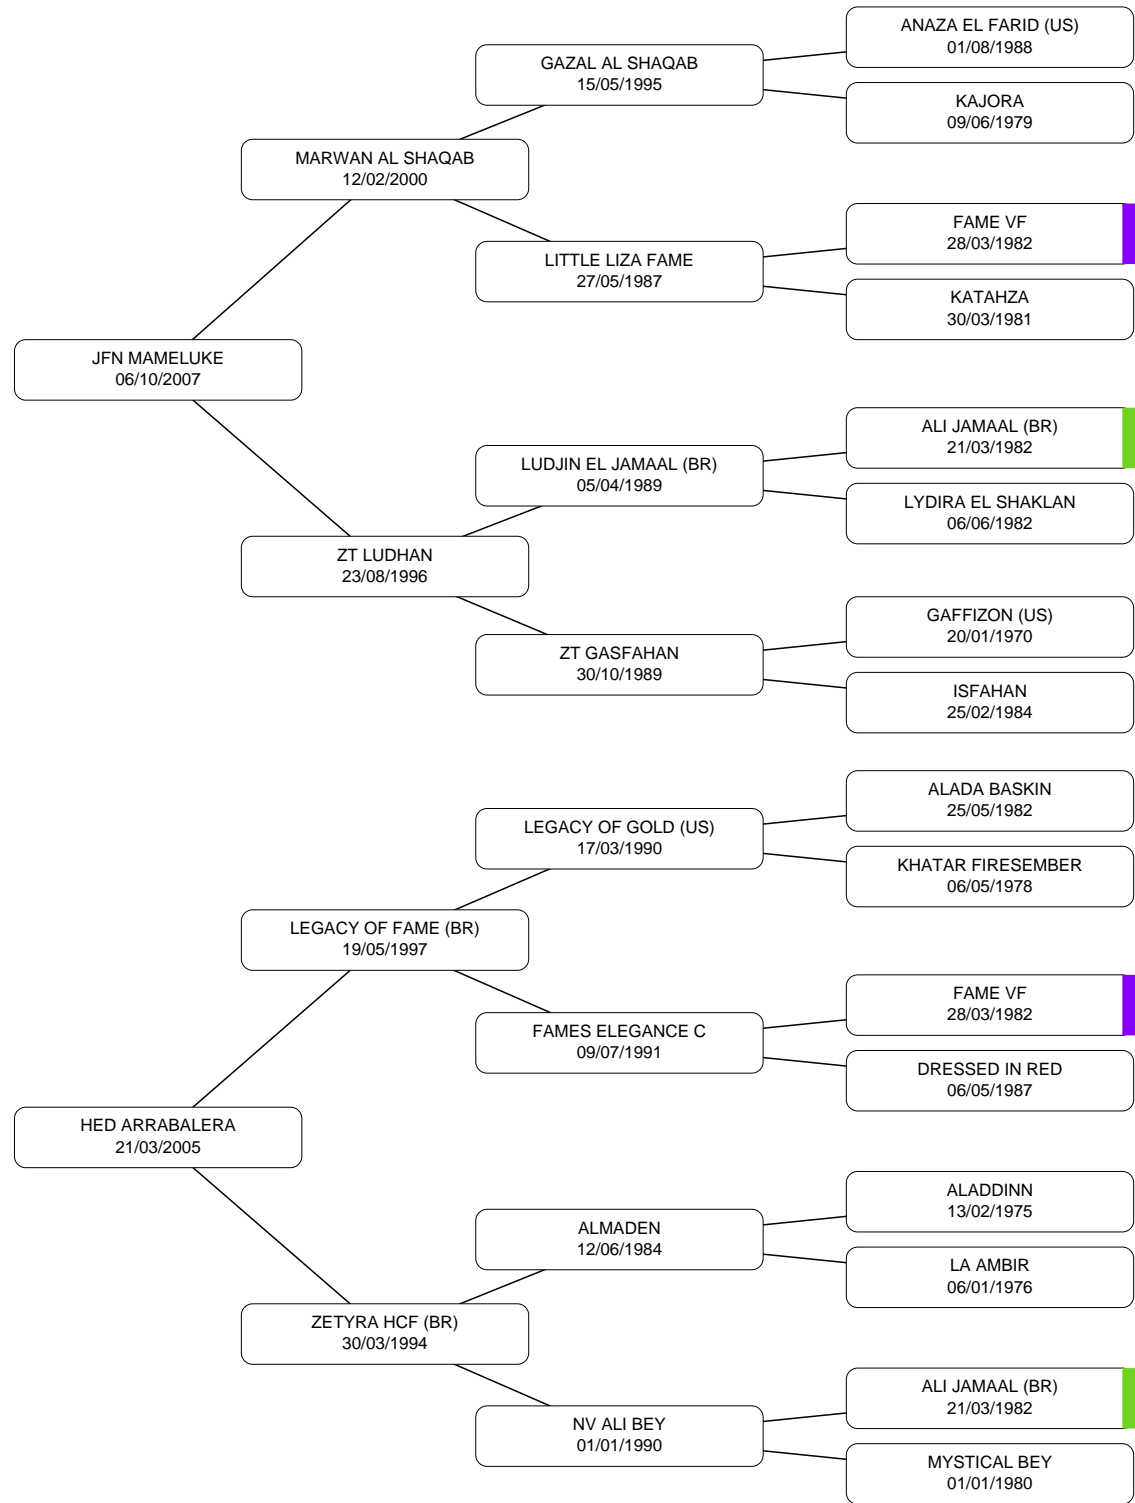 ANAZA EL FARID (US)
01/08/1988
GAZAL AL SHAQAB
15/05/1995
KAJORA
09/06/1979
MARWAN AL SHAQAB
12/02/2000
FAME VF
28/03/1982
LITTLE LIZA FAME
27/05/1987
KATAHZA
30/03/1981
JFN MAMELUKE
06/10/2007
ALI JAMAAL (BR)
21/03/1982
LUDJIN EL JAMAAL (BR)
05/04/1989
LYDIRA EL SHAKLAN
06/06/1982
ZT LUDHAN
23/08/1996
GAFFIZON (US)
20/01/1970
ZT GASFAHAN
30/10/1989
ISFAHAN
25/02/1984
ALADA BASKIN
25/05/1982
LEGACY OF GOLD (US)
17/03/1990
KHATAR FIRESEMBER
06/05/1978
LEGACY OF FAME (BR)
19/05/1997
FAME VF
28/03/1982
FAMES ELEGANCE C
09/07/1991
DRESSED IN RED
06/05/1987
HED ARRABALERA
21/03/2005
ALADDINN
13/02/1975
ALMADEN
12/06/1984
LA AMBIR
06/01/1976
ZETYRA HCF (BR)
30/03/1994
ALI JAMAAL (BR)
21/03/1982
NV ALI BEY
01/01/1990
MYSTICAL BEY
01/01/1980